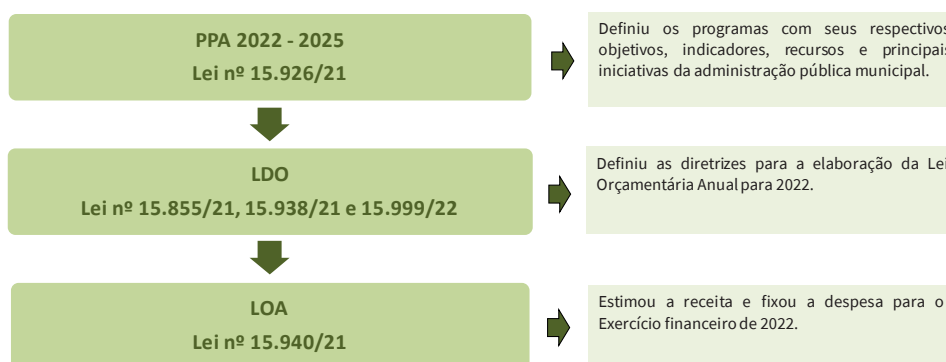 PPA 2022 - 2025
Lei nº 15.926/21
Definiu os programas com seus respectivos
objetivos, indicadores, recursos e principais
iniciativas da administração pública municipal.
LDO
Lei nº 15.855/21, 15.938/21 e 15.999/22
Definiu as diretrizes para a elaboração da Lei
Orçamentária Anual para 2022.
LOA
Lei nº 15.940/21
Estimou a receita e fixou a despesa para o
Exercício financeiro de 2022.